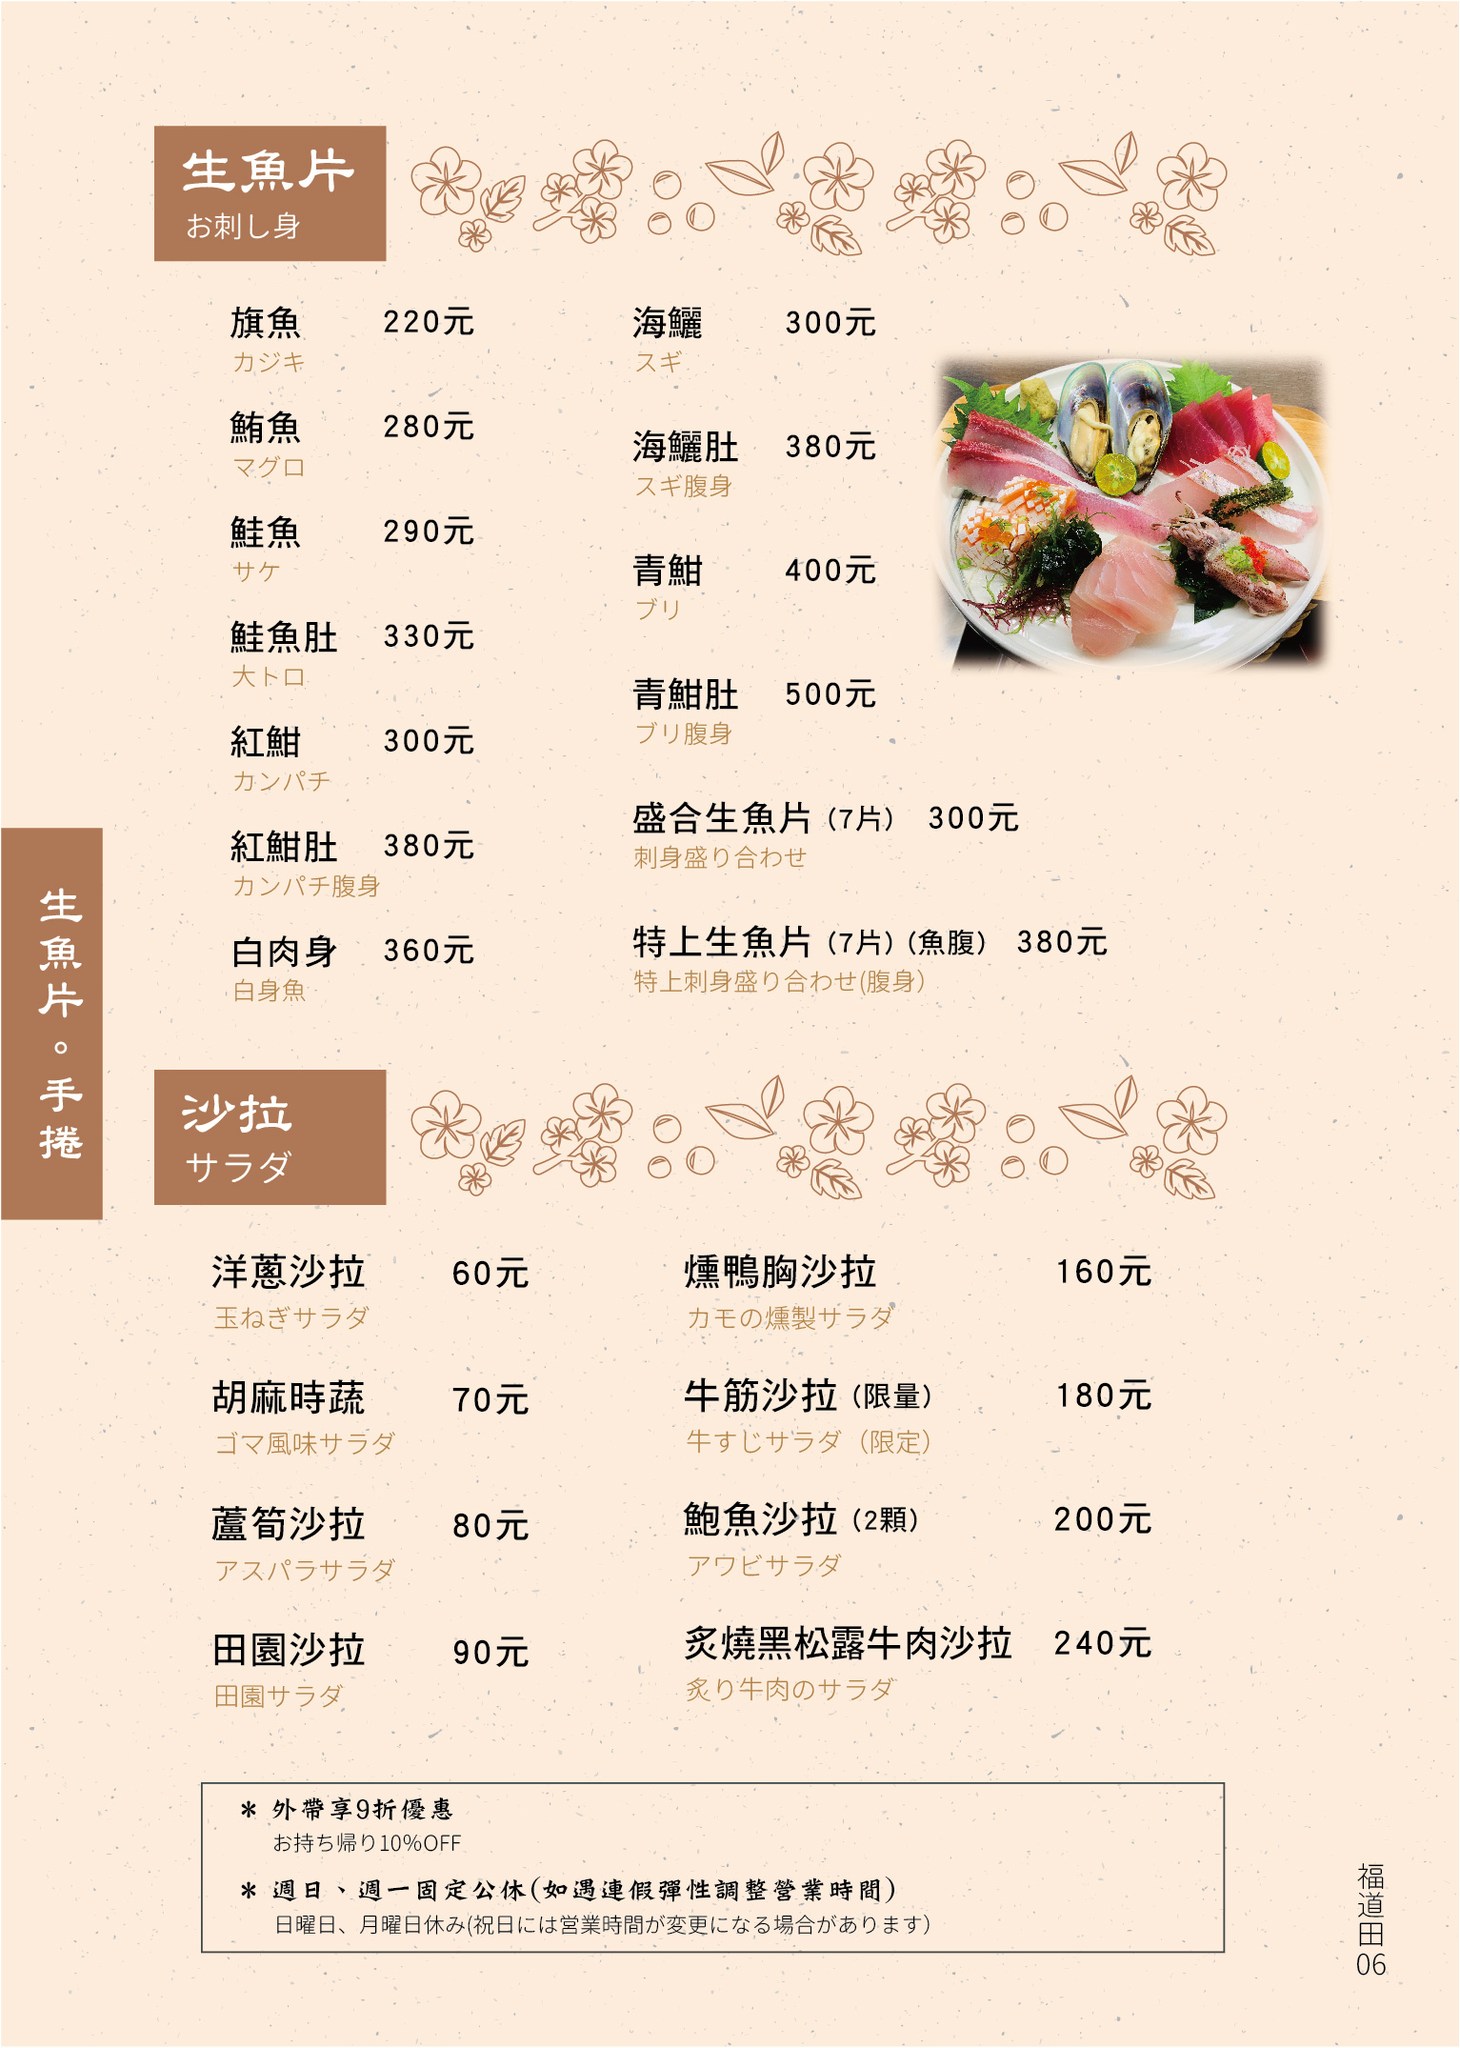 生魚片
お刺し身
旗魚 220元
カジキ
鮪魚 280元
マグロ
鮭魚 290元
サケ
鮭魚肚 330元
大トロ
紅魽 300元
カンパチ
紅魽肚 380元
カンパチ腹身
白肉身 360元
白身魚
海鱺 300元
スギ
海鱺肚 380元
スギ腹身
青魽 400元
ブリ
青魽肚 500元
ブリ腹身
盛合生魚片（7片） 300元
刺身盛り合わせ
特上生魚片（7片）（魚腹） 380元
特上刺身盛り合わせ(腹身）
生魚片。手捲
沙拉
サラダ
洋蔥沙拉 60元
玉ねぎサラダ
胡麻時蔬 70元
ゴマ風味サラダ
蘆筍沙拉 80元
アスパラサラダ
田園沙拉 90元
田園サラダ
燻鴨胸沙拉 160元
カモの燻製サラダ
牛筋沙拉（限量） 180元
牛すじサラダ（限定）
鮑魚沙拉（2顆） 200元
アワビサラダ
炙燒黑松露牛肉沙拉 240元
炙り牛肉のサラダ
＊ 外帶享9折優惠
お持ち帰り10%OFF
＊ 週日、週一固定公休(如遇連假彈性調整營業時間)
日曜日、月曜日休み(祝日には営業時間が変更になる場合があります）
福道田
06